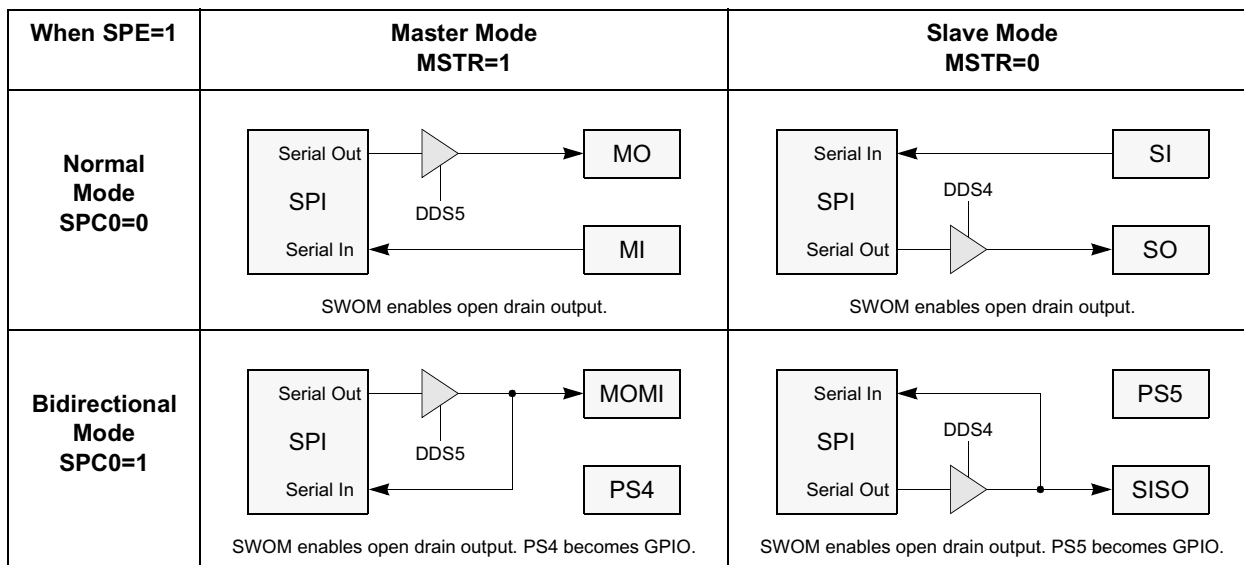 When SPE=1
Master Mode
MSTR=1
Slave Mode
MSTR=0
Normal
Mode
SPC0=0
Serial Out
SPI
Serial In
DDS5
MO
MI
SWOM enables open drain output.
Serial In
SPI
Serial Out
DDS4
SI
SO
SWOM enables open drain output.
Bidirectional
Mode
SPC0=1
Serial Out
SPI
Serial In
DDS5
MOMI
PS4
SWOM enables open drain output. PS4 becomes GPIO.
Serial In
SPI
Serial Out
DDS4
PS5
SISO
SWOM enables open drain output. PS5 becomes GPIO.